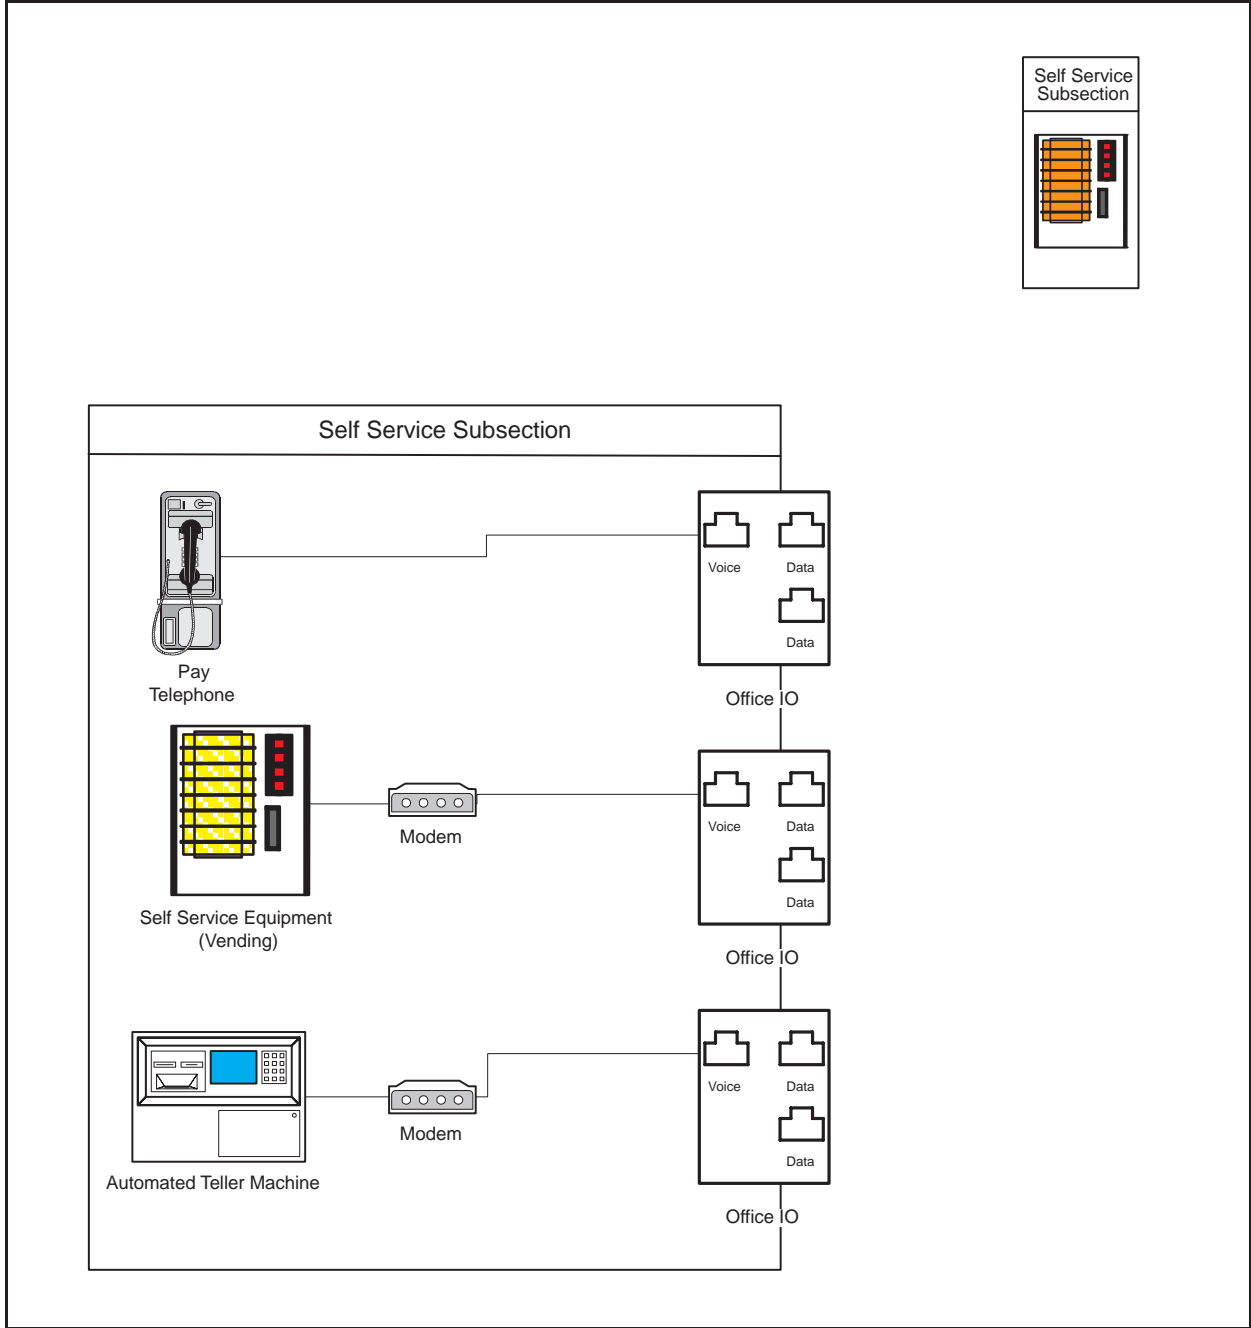 Self Service
Subsection
Self Service Subsection
Voice
Data
Data
Pay
Telephone
Office IO
Voice
Data
Modem
Data
Self Service Equipment
(Vending)
Office IO
Voice
Data
Modem
Data
Automated Teller Machine
Office IO